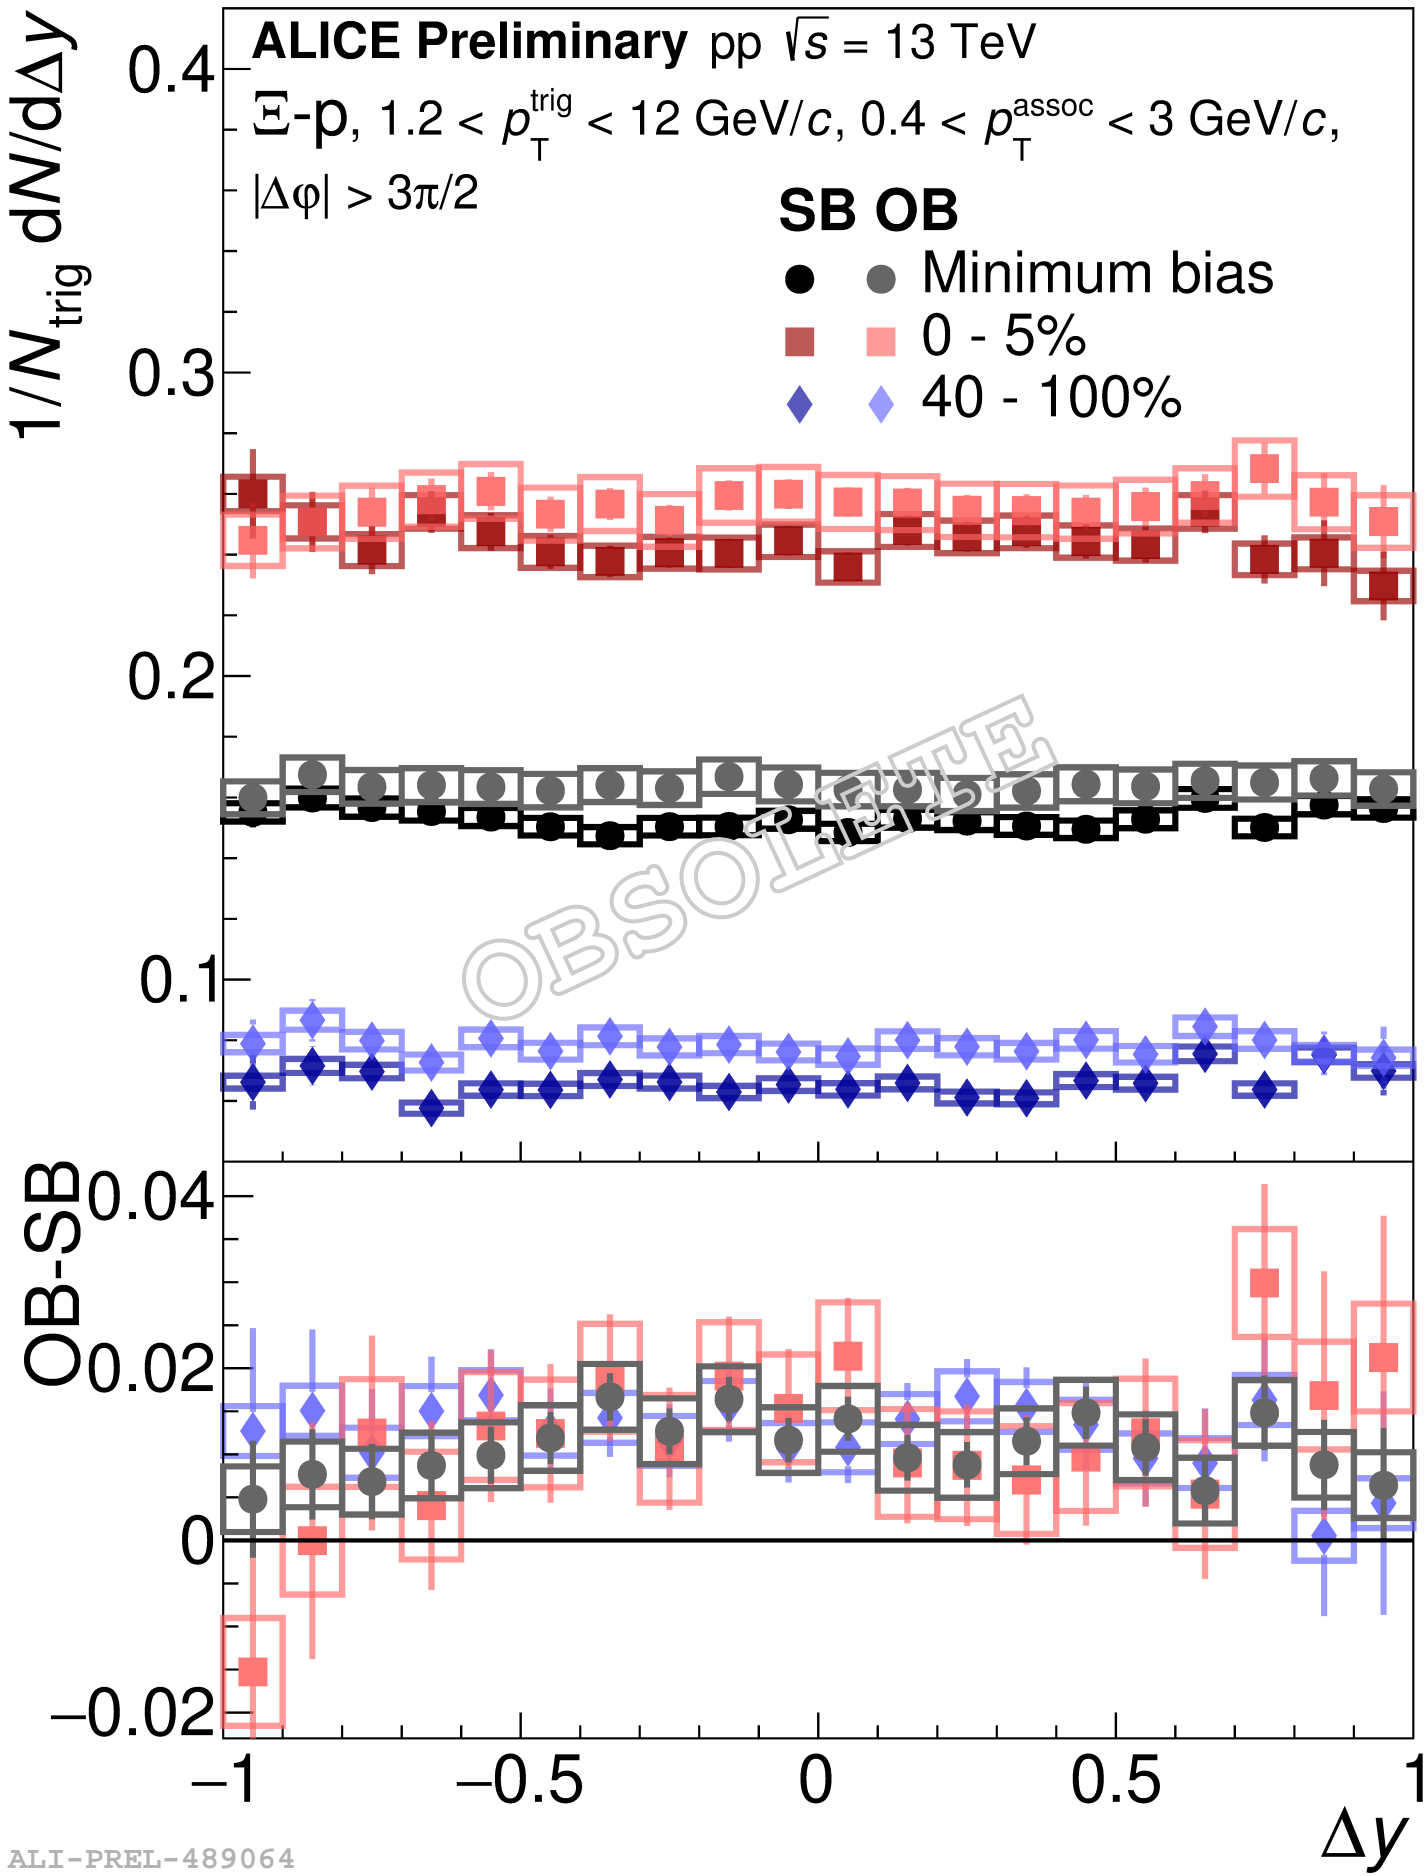 ALICE Preliminary pp √s = 13 TeV
Ξ-p, 1.2 < p_T^trig < 12 GeV/c, 0.4 < p_T^assoc < 3 GeV/c,
|Δφ| > 3π/2
SB OB
Minimum bias
0 - 5%
40 - 100%
1/N_trig dN/dΔy
0.4
0.3
0.2
0.1
OBSOLETE
OB-SB
0.04
0.02
0
−0.02
−1 −0.5 0 0.5 1
Δy
ALI-PREL-489064